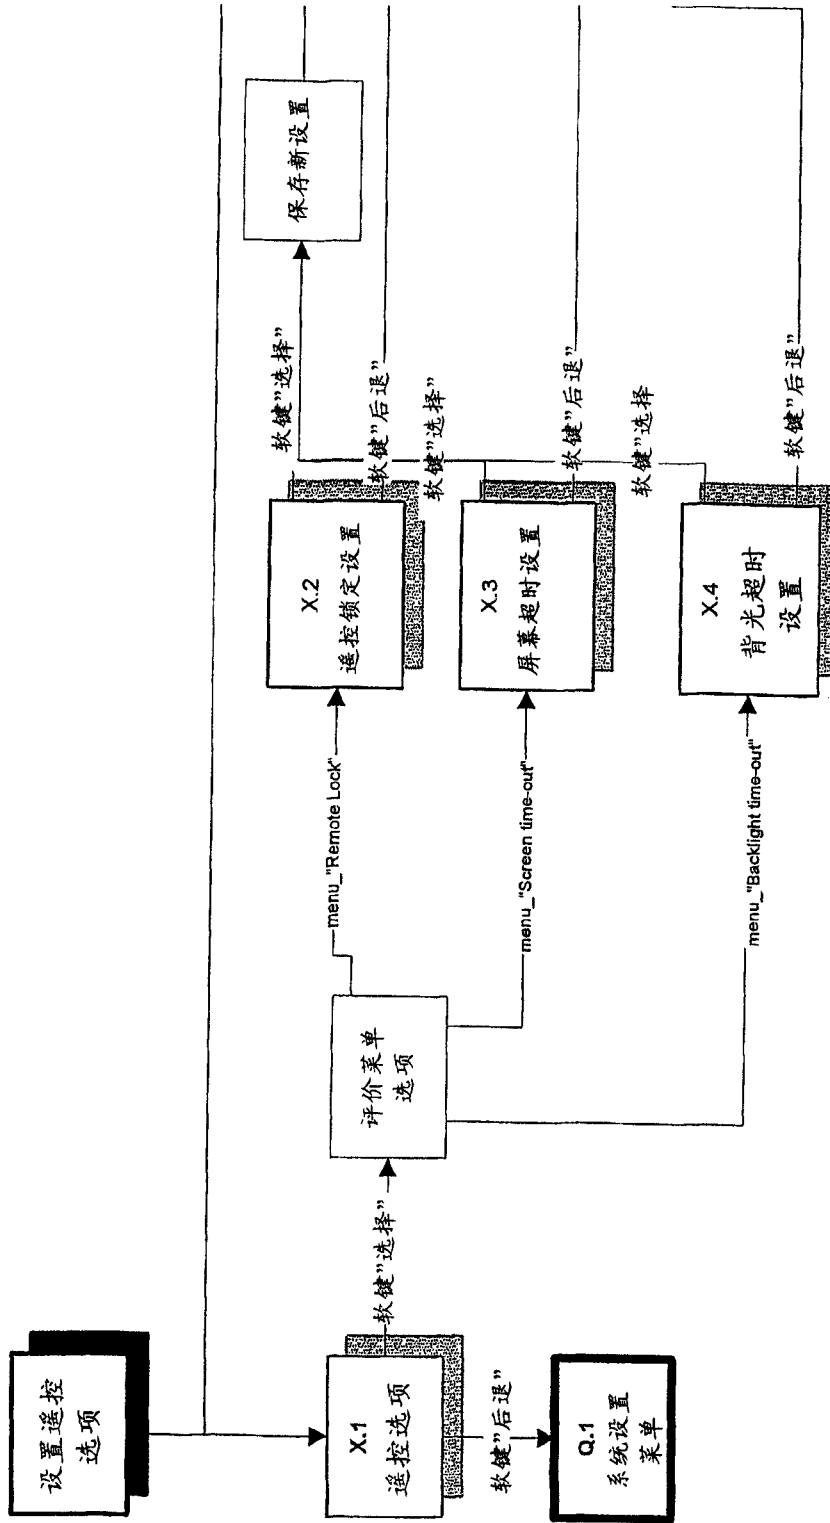 设置遥控
选项
X.1
遥控选项
软键”后退”
Q.1
系统设置
菜单
软键”选择”
评价菜单
选项
menu_"Remote Lock"
menu_"Screen time-out"
menu_"Backlight time-out"
X.2
遥控锁定设置
X.3
屏幕超时设置
X.4
背光超时
设置
软键”选择”
软键”后退”
软键”选择”
软键”后退”
软键”选择
软键”后退”
保存新设置